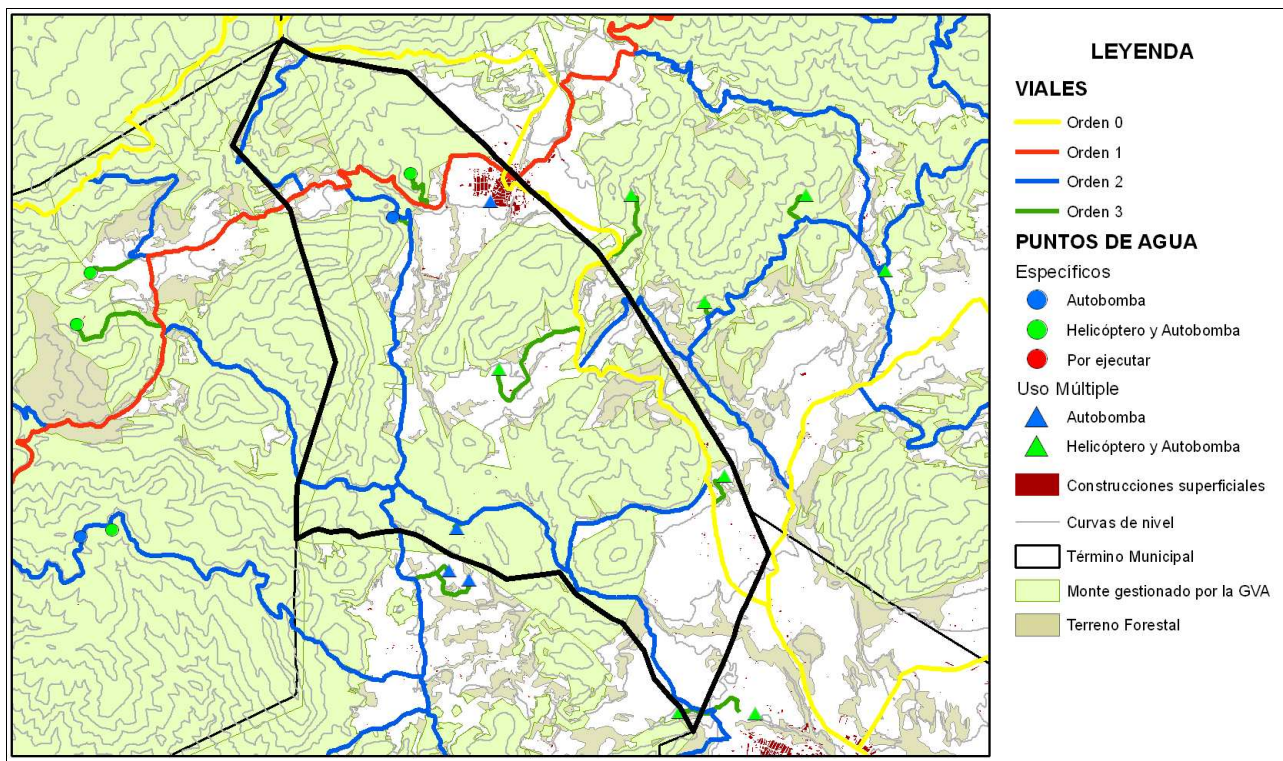 LEYENDA
VIALES
Orden 0
Orden 1
Orden 2
Orden 3
PUNTOS DE AGUA
Específicos
Autobomba
Helicóptero y Autobomba
Por ejecutar
Uso Múltiple
Autobomba
Helicóptero y Autobomba
Construcciones superficiales
Curvas de nivel
Término Municipal
Monte gestionado por la GVA
Terreno Forestal